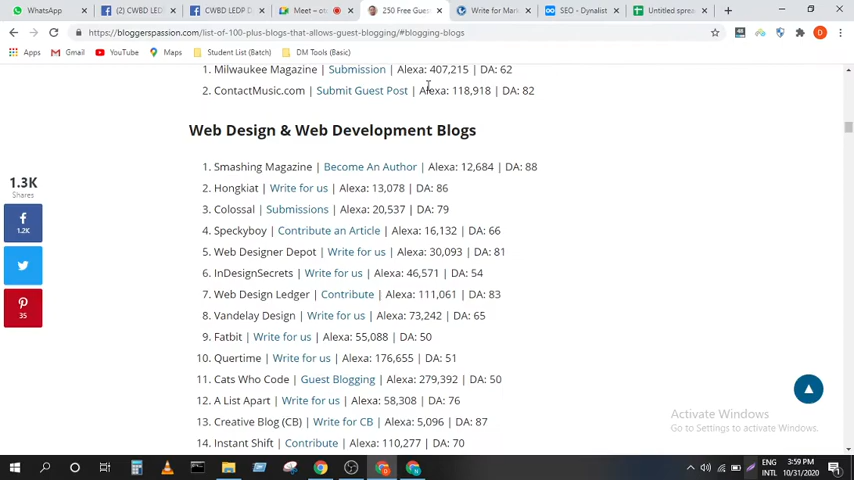 WhatsApp
(2) CWBD LEDP
CWBD LEDP D
Meet –
250 Free Gues
Write for Mark
SEO - Dynalist
Untitled spread
https://bloggerspassion.com/list-of-100-plus-blogs-that-allows-guest-blogging/#blogging-blogs
Apps
Gmail
YouTube
Maps
Student List (Batch)
DM Tools (Basic)
1. Milwaukee Magazine | Submission | Alexa: 407,215 | DA: 62
2. ContactMusic.com | Submit Guest Post | Alexa: 118,918 | DA: 82
Web Design & Web Development Blogs
1. Smashing Magazine | Become An Author | Alexa: 12,684 | DA: 88
2. Hongkiat | Write for us | Alexa: 13,078 | DA: 86
3. Colossal | Submissions | Alexa: 20,537 | DA: 79
4. Speckyboy | Contribute an Article | Alexa: 16,132 | DA: 66
5. Web Designer Depot | Write for us | Alexa: 30,093 | DA: 81
6. InDesignSecrets | Write for us | Alexa: 46,571 | DA: 54
7. Web Design Ledger | Contribute | Alexa: 111,061 | DA: 83
8. Vandelay Design | Write for us | Alexa: 73,242 | DA: 65
9. Fatbit | Write for us | Alexa: 55,088 | DA: 50
10. Quertime | Write for us | Alexa: 176,655 | DA: 51
11. Cats Who Code | Guest Blogging | Alexa: 279,392 | DA: 50
12. A List Apart | Write for us | Alexa: 58,308 | DA: 76
13. Creative Blog (CB) | Write for CB | Alexa: 5,096 | DA: 87
14. Instant Shift | Contribute | Alexa: 110,277 | DA: 70
1.3K
Shares
1.2K
35
Activate Windows
Go to Settings to activate Windows.
ENG
INTL
3:59 PM
10/31/2020